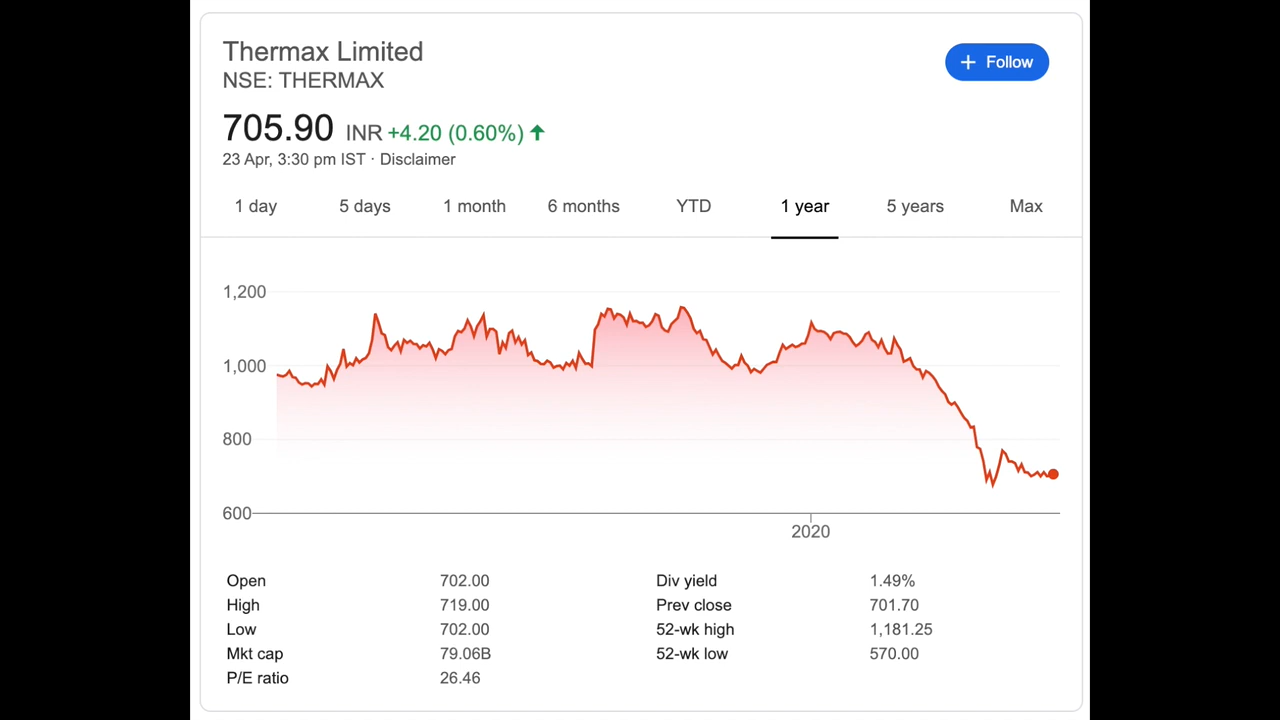 Thermax Limited
NSE: THERMAX
+ Follow
705.90 INR +4.20 (0.60%)
23 Apr, 3:30 pm IST · Disclaimer
1 day 5 days 1 month 6 months YTD 1 year 5 years Max
1,200
1,000
800
600
2020
Open 702.00 Div yield 1.49%
High 719.00 Prev close 701.70
Low 702.00 52-wk high 1,181.25
Mkt cap 79.06B 52-wk low 570.00
P/E ratio 26.46